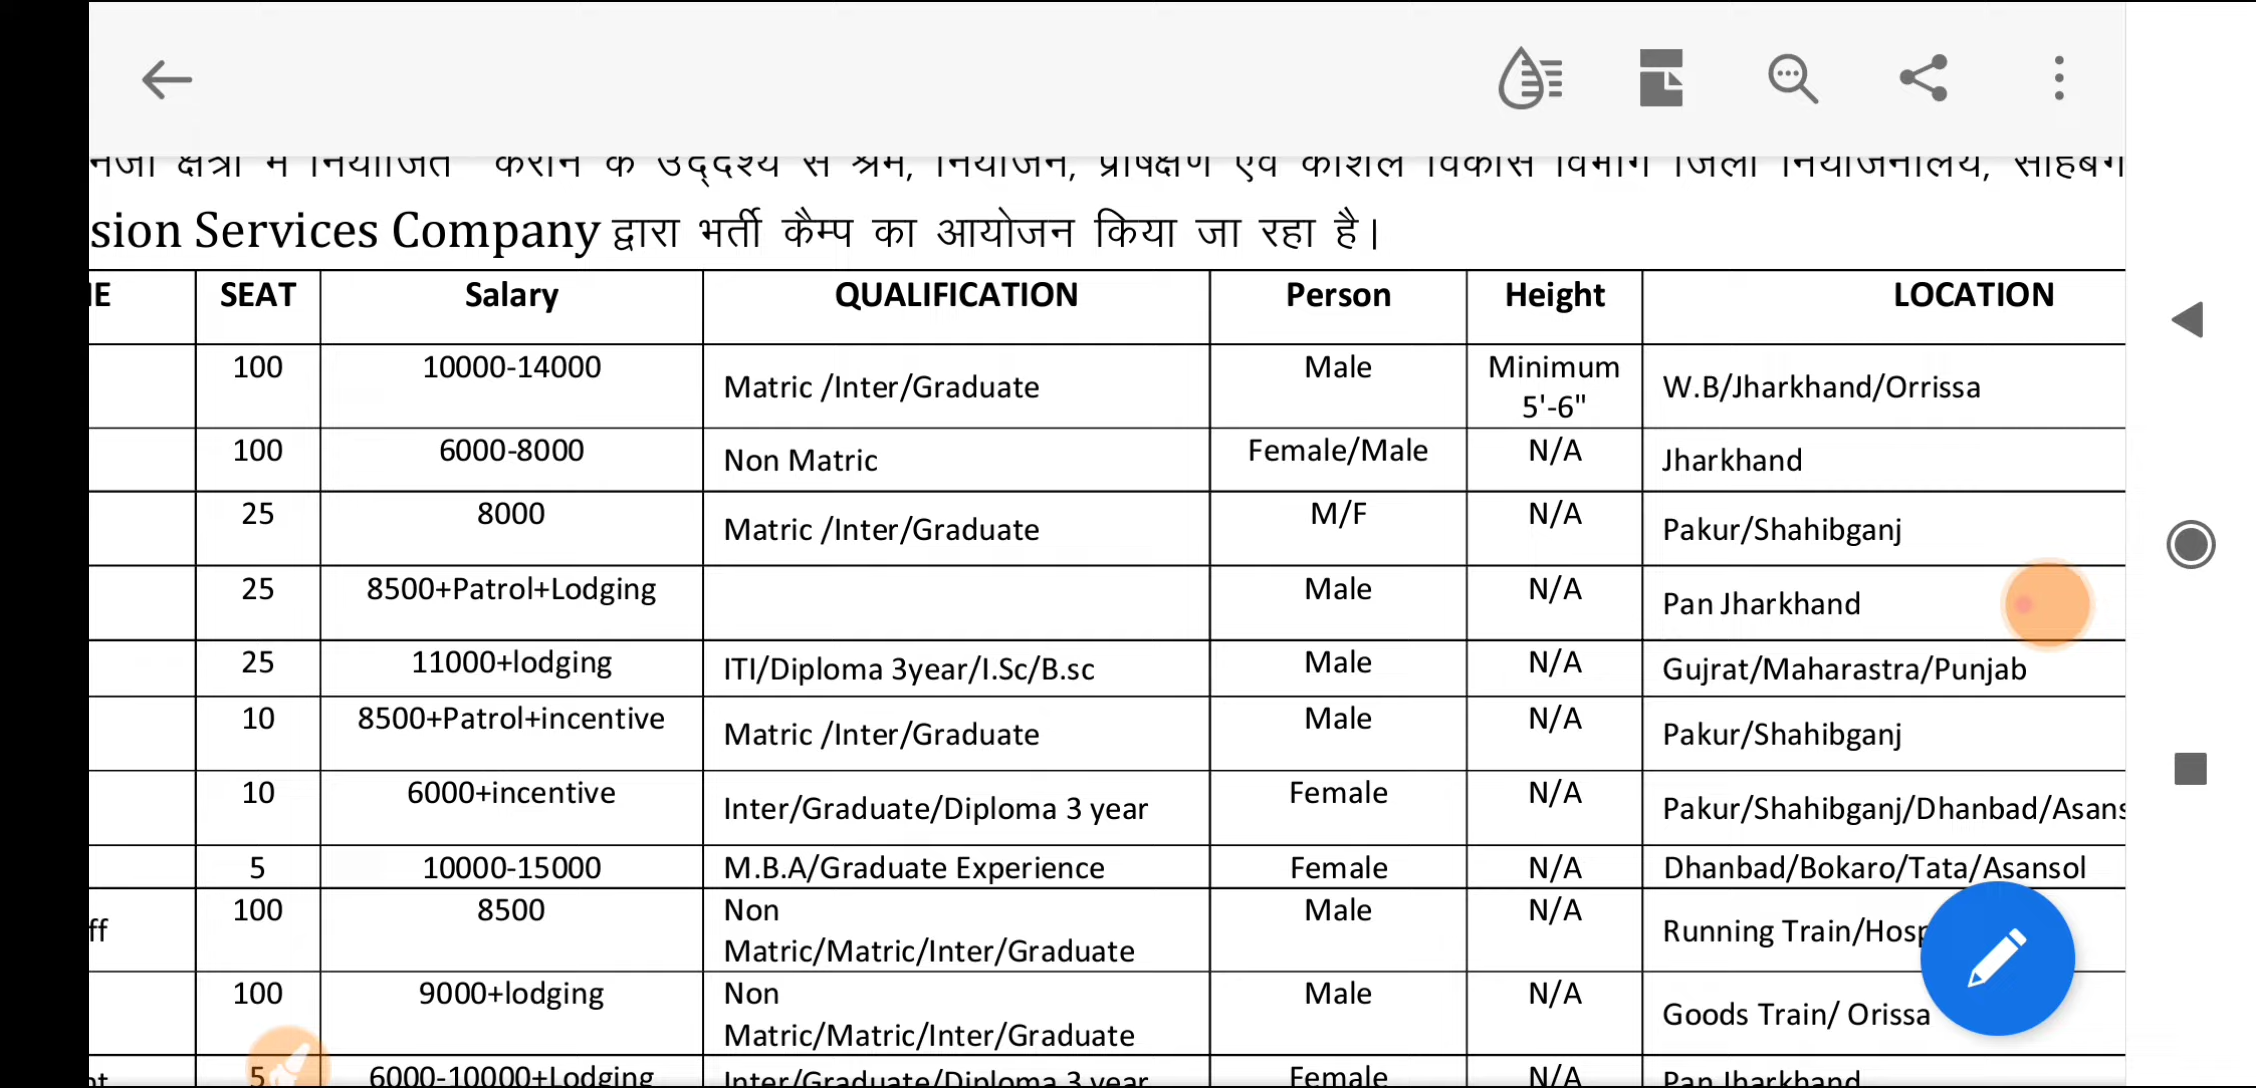 नियोजित कराने के उद्देश्य से श्रम, नियोजन, प्रशिक्षण एवं कौशल विकास विभाग जिला नियोजनालय,
sion Services Company द्वारा भर्ती कैम्प का आयोजन किया जा रहा है।
SEAT Salary QUALIFICATION Person Height LOCATION
100 10000-14000 Matric /Inter/Graduate Male Minimum 5'-6" W.B/Jharkhand/Orrissa
100 6000-8000 Non Matric Female/Male N/A Jharkhand
25 8000 Matric /Inter/Graduate M/F N/A Pakur/Shahibganj
25 8500+Patrol+Lodging Male N/A Pan Jharkhand
25 11000+lodging ITI/Diploma 3year/I.Sc/B.sc Male N/A Gujrat/Maharastra/Punjab
10 8500+Patrol+incentive Matric /Inter/Graduate Male N/A Pakur/Shahibganj
10 6000+incentive Inter/Graduate/Diploma 3 year Female N/A Pakur/Shahibganj/Dhanbad/Asans
5 10000-15000 M.B.A/Graduate Experience Female N/A Dhanbad/Bokaro/Tata/Asansol
ff 100 8500 Non Matric/Matric/Inter/Graduate Male N/A Running Train/Hosp
100 9000+lodging Non Matric/Matric/Inter/Graduate Male N/A Goods Train/ Orissa
5 6000-10000+Lodging Inter/Graduate/Diploma 3 year Female N/A Pan Jharkhand